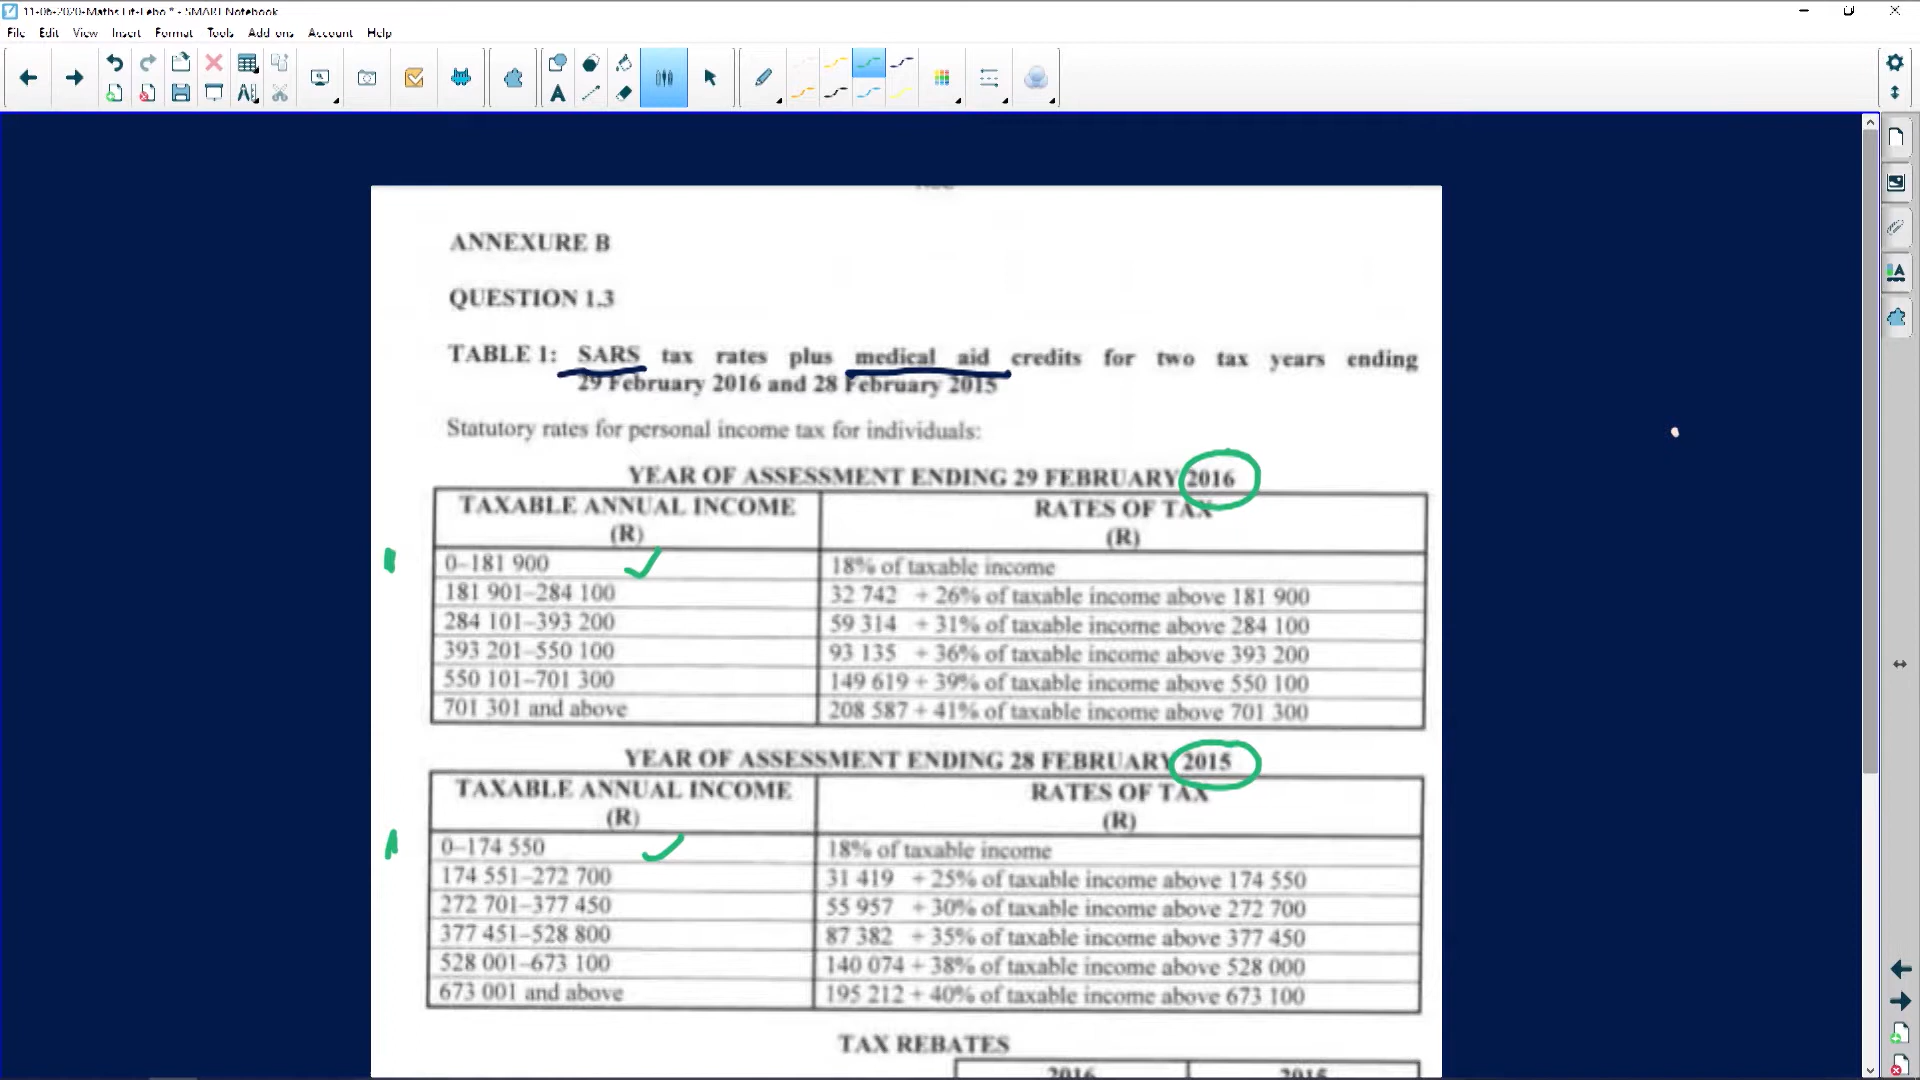 11-06-2020-Maths Lit-Lebo * - SMART Notebook
File Edit View Insert Format Tools Add-ons Account Help
ANNEXURE B
QUESTION 1.3
TABLE 1: SARS tax rates plus medical aid credits for two tax years ending
29 February 2016 and 28 February 2015
Statutory rates for personal income tax for individuals:
YEAR OF ASSESSMENT ENDING 29 FEBRUARY 2016
TAXABLE ANNUAL INCOME (R) RATES OF TAX (R)
0–181 900 18% of taxable income
181 901–284 100 32 742 + 26% of taxable income above 181 900
284 101–393 200 59 314 + 31% of taxable income above 284 100
393 201–550 100 93 135 + 36% of taxable income above 393 200
550 101–701 300 149 619 + 39% of taxable income above 550 100
701 301 and above 208 587 + 41% of taxable income above 701 300
YEAR OF ASSESSMENT ENDING 28 FEBRUARY 2015
TAXABLE ANNUAL INCOME (R) RATES OF TAX (R)
0–174 550 18% of taxable income
174 551–272 700 31 419 + 25% of taxable income above 174 550
272 701–377 450 55 957 + 30% of taxable income above 272 700
377 451–528 800 87 382 + 35% of taxable income above 377 450
528 001–673 100 140 074 + 38% of taxable income above 528 000
673 001 and above 195 212 + 40% of taxable income above 673 100
TAX REBATES
2016 2015